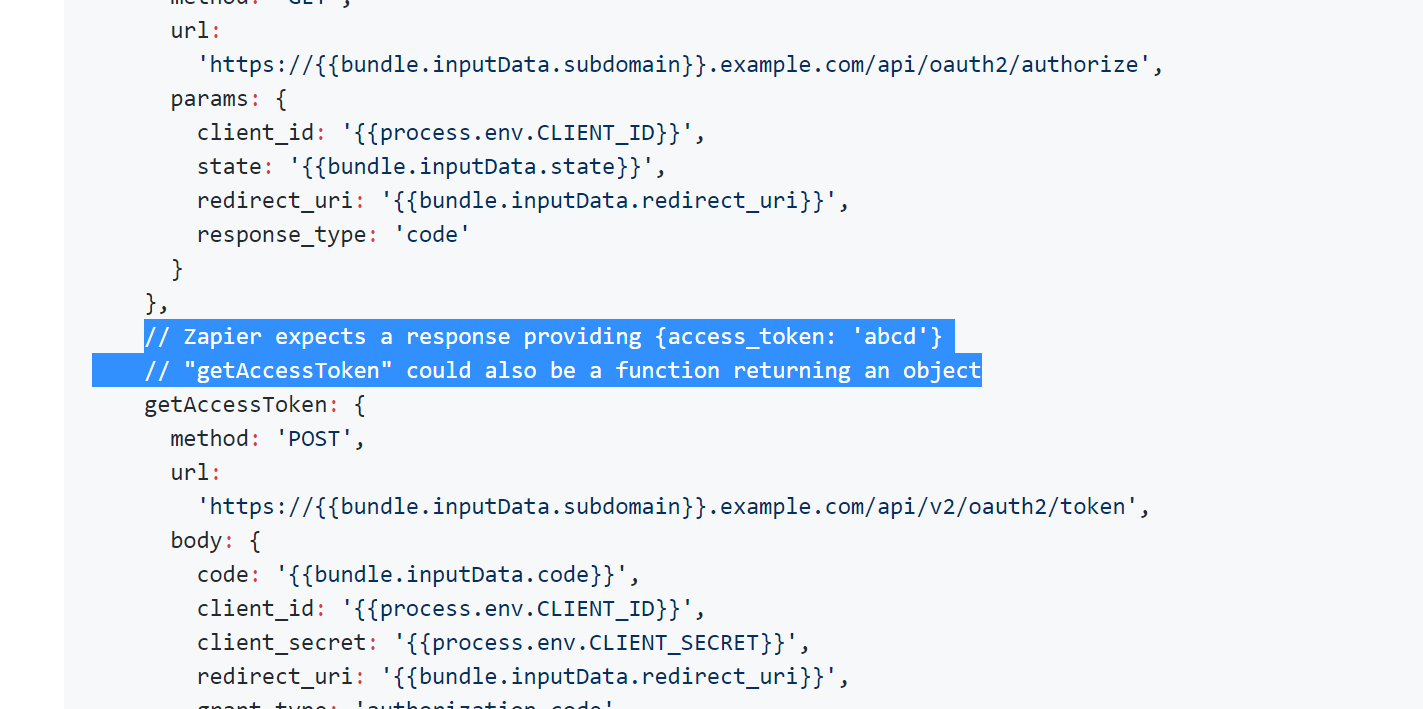 method: 'GET',
url:
'https://{{bundle.inputData.subdomain}}.example.com/api/oauth2/authorize',
params: {
client_id: '{{process.env.CLIENT_ID}}',
state: '{{bundle.inputData.state}}',
redirect_uri: '{{bundle.inputData.redirect_uri}}',
response_type: 'code'
}
},
// Zapier expects a response providing {access_token: 'abcd'}
// "getAccessToken" could also be a function returning an object
getAccessToken: {
method: 'POST',
url:
'https://{{bundle.inputData.subdomain}}.example.com/api/v2/oauth2/token',
body: {
code: '{{bundle.inputData.code}}',
client_id: '{{process.env.CLIENT_ID}}',
client_secret: '{{process.env.CLIENT_SECRET}}',
redirect_uri: '{{bundle.inputData.redirect_uri}}',
grant_type: 'authorization_code'